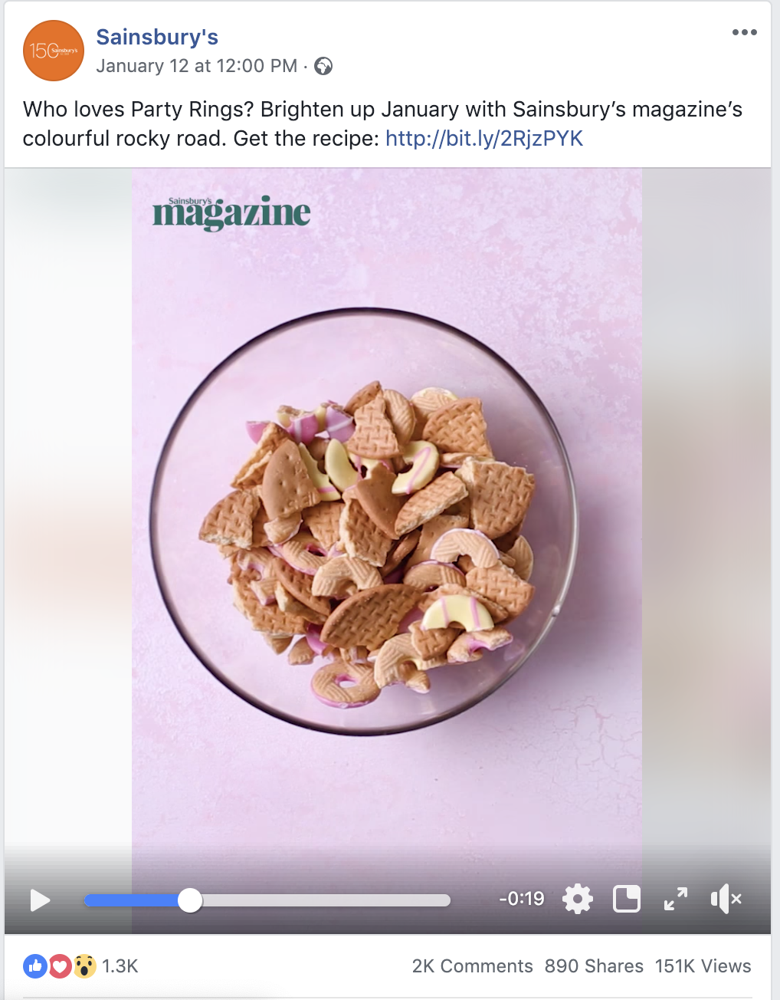 150 Sainsbury's
Sainsbury's
January 12 at 12:00 PM ·
Who loves Party Rings? Brighten up January with Sainsbury’s magazine’s
colourful rocky road. Get the recipe: http://bit.ly/2RjzPYK
Sainsbury's
magazine
-0:19
1.3K
2K Comments 890 Shares 151K Views